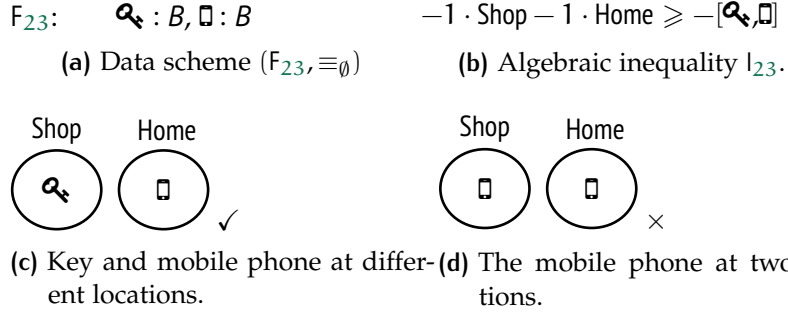 F₂₃: 🗝 : B, 📱 : B
−1 · Shop − 1 · Home ⩾ −[🗝,📱]
(a) Data scheme (F₂₃, ≡∅)
(b) Algebraic inequality I₂₃.
Shop Home
✓
Shop Home
×
(c) Key and mobile phone at differ-
ent locations.
(d) The mobile phone at two
tions.